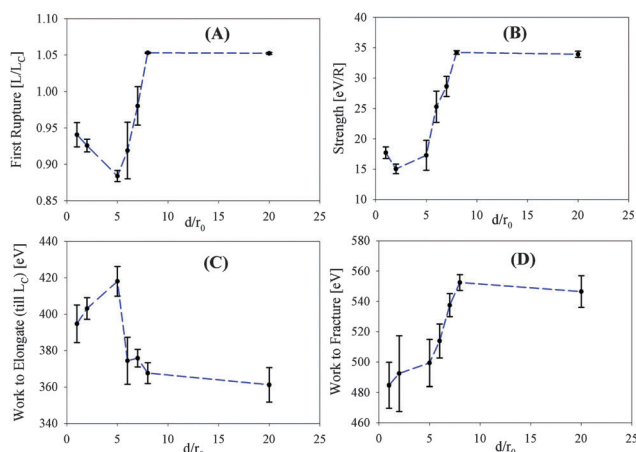 (A)
First Rupture [L/L_C]
1.10
1.05
1.00
0.95
0.90
0.85
0 5 10 15 20 25
d/r_0
(B)
Strength [eV/R]
40
35
30
25
20
15
10
0 5 10 15 20 25
d/r_0
(C)
Work to Elongate (till L_C) [eV]
440
420
400
380
360
340
0 5 10 15 20 25
d/r_0
(D)
Work to Fracture [eV]
580
560
540
520
500
480
460
0 5 10 15 20 25
d/r_0